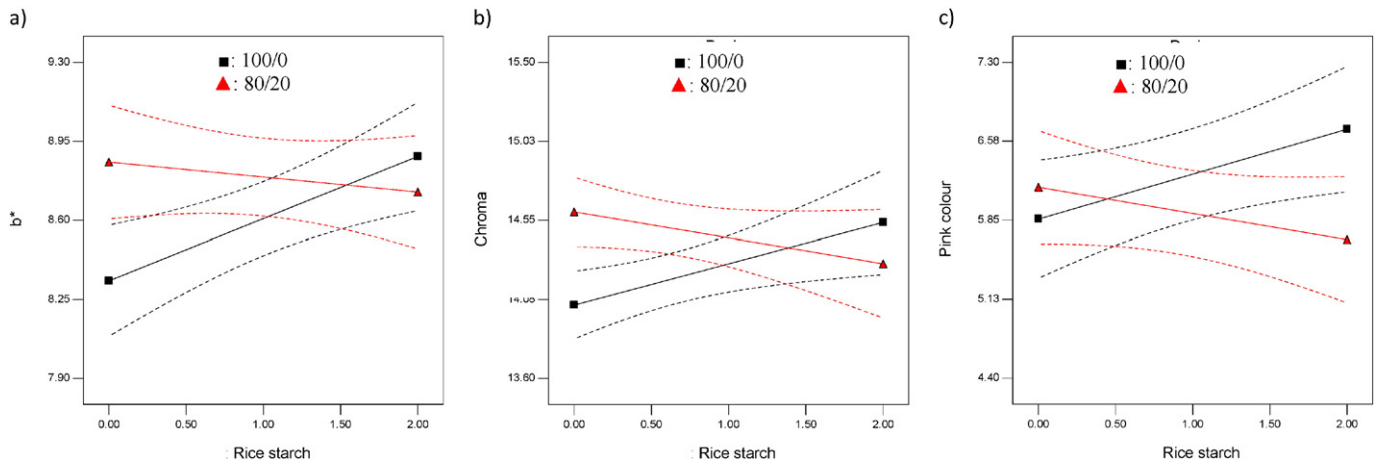 a)
b*
9.30
8.95
8.60
8.25
7.90
■: 100/0
▲: 80/20
0.00 0.50 1.00 1.50 2.00
: Rice starch
b)
Chroma
15.50
15.03
14.55
14.08
13.60
■: 100/0
▲: 80/20
0.00 0.50 1.00 1.50 2.00
: Rice starch
c)
Pink colour
7.30
6.58
5.85
5.13
4.40
■: 100/0
▲: 80/20
0.00 0.50 1.00 1.50 2.00
Rice starch